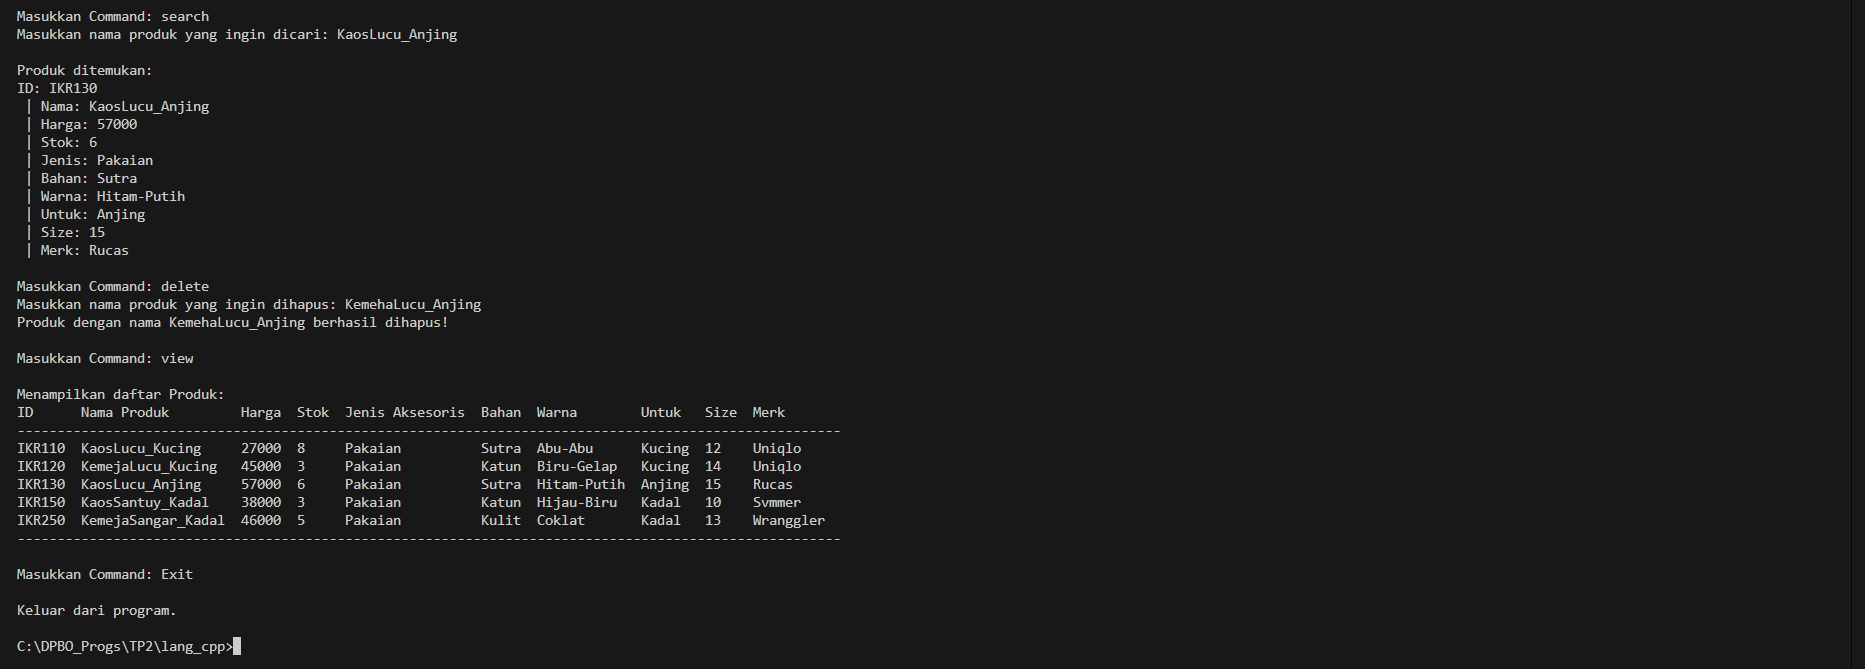 Masukkan Command: search
Masukkan nama produk yang ingin dicari: KaosLucu_Anjing

Produk ditemukan:
ID: IKR130
 | Nama: KaosLucu_Anjing
 | Harga: 57000
 | Stok: 6
 | Jenis: Pakaian
 | Bahan: Sutra
 | Warna: Hitam-Putih
 | Untuk: Anjing
 | Size: 15
 | Merk: Rucas

Masukkan Command: delete
Masukkan nama produk yang ingin dihapus: KemehaLucu_Anjing
Produk dengan nama KemehaLucu_Anjing berhasil dihapus!

Masukkan Command: view

Menampilkan daftar Produk:
ID      Nama Produk         Harga  Stok  Jenis Aksesoris  Bahan  Warna        Untuk   Size  Merk
-------------------------------------------------------------------------------------------------------
IKR110  KaosLucu_Kucing     27000  8     Pakaian          Sutra  Abu-Abu      Kucing  12    Uniqlo
IKR120  KemejaLucu_Kucing   45000  3     Pakaian          Katun  Biru-Gelap   Kucing  14    Uniqlo
IKR130  KaosLucu_Anjing     57000  6     Pakaian          Sutra  Hitam-Putih  Anjing  15    Rucas
IKR150  KaosSantuy_Kadal    38000  3     Pakaian          Katun  Hijau-Biru   Kadal   10    Svmmer
IKR250  KemejaSangar_Kadal  46000  5     Pakaian          Kulit  Coklat       Kadal   13    Wranggler
-------------------------------------------------------------------------------------------------------

Masukkan Command: Exit

Keluar dari program.

C:\DPBO_Progs\TP2\lang_cpp>